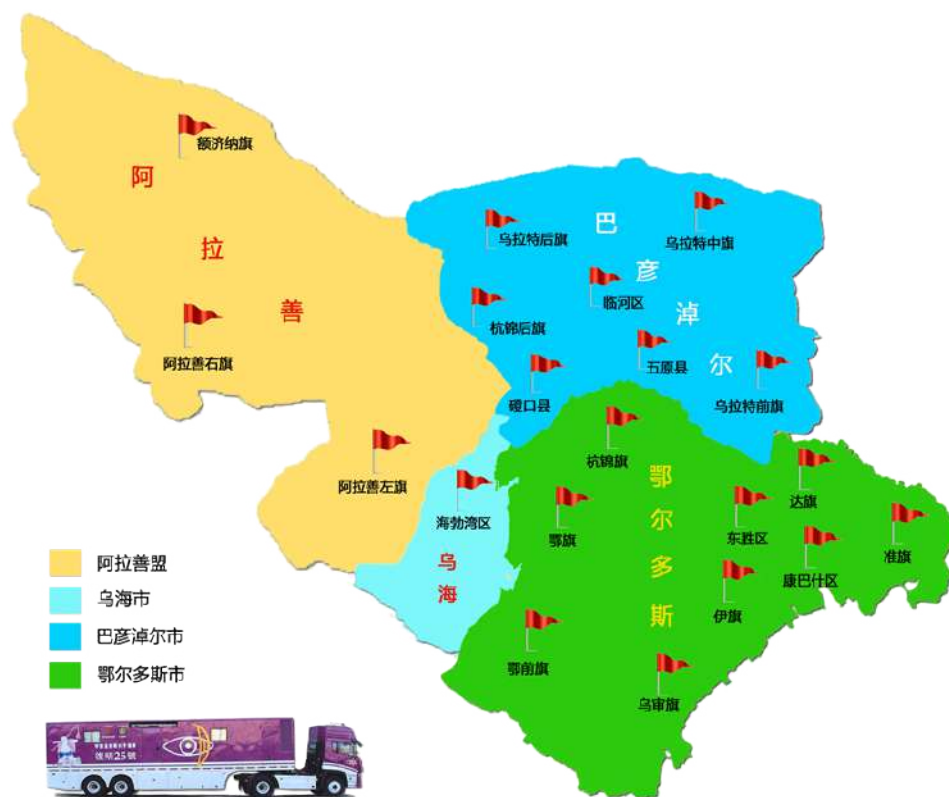 额济纳旗
阿
拉
善
阿拉善右旗
阿拉善左旗
乌拉特后旗
巴
乌拉特中旗
彦
临河区
淖
杭锦后旗
五原县
尔
磴口县
乌拉特前旗
杭锦旗
海勃湾区
乌
海
鄂
尔
多
斯
达旗
鄂旗
东胜区
准旗
康巴什区
伊旗
鄂前旗
乌审旗
阿拉善盟
乌海市
巴彦淖尔市
鄂尔多斯市
25號